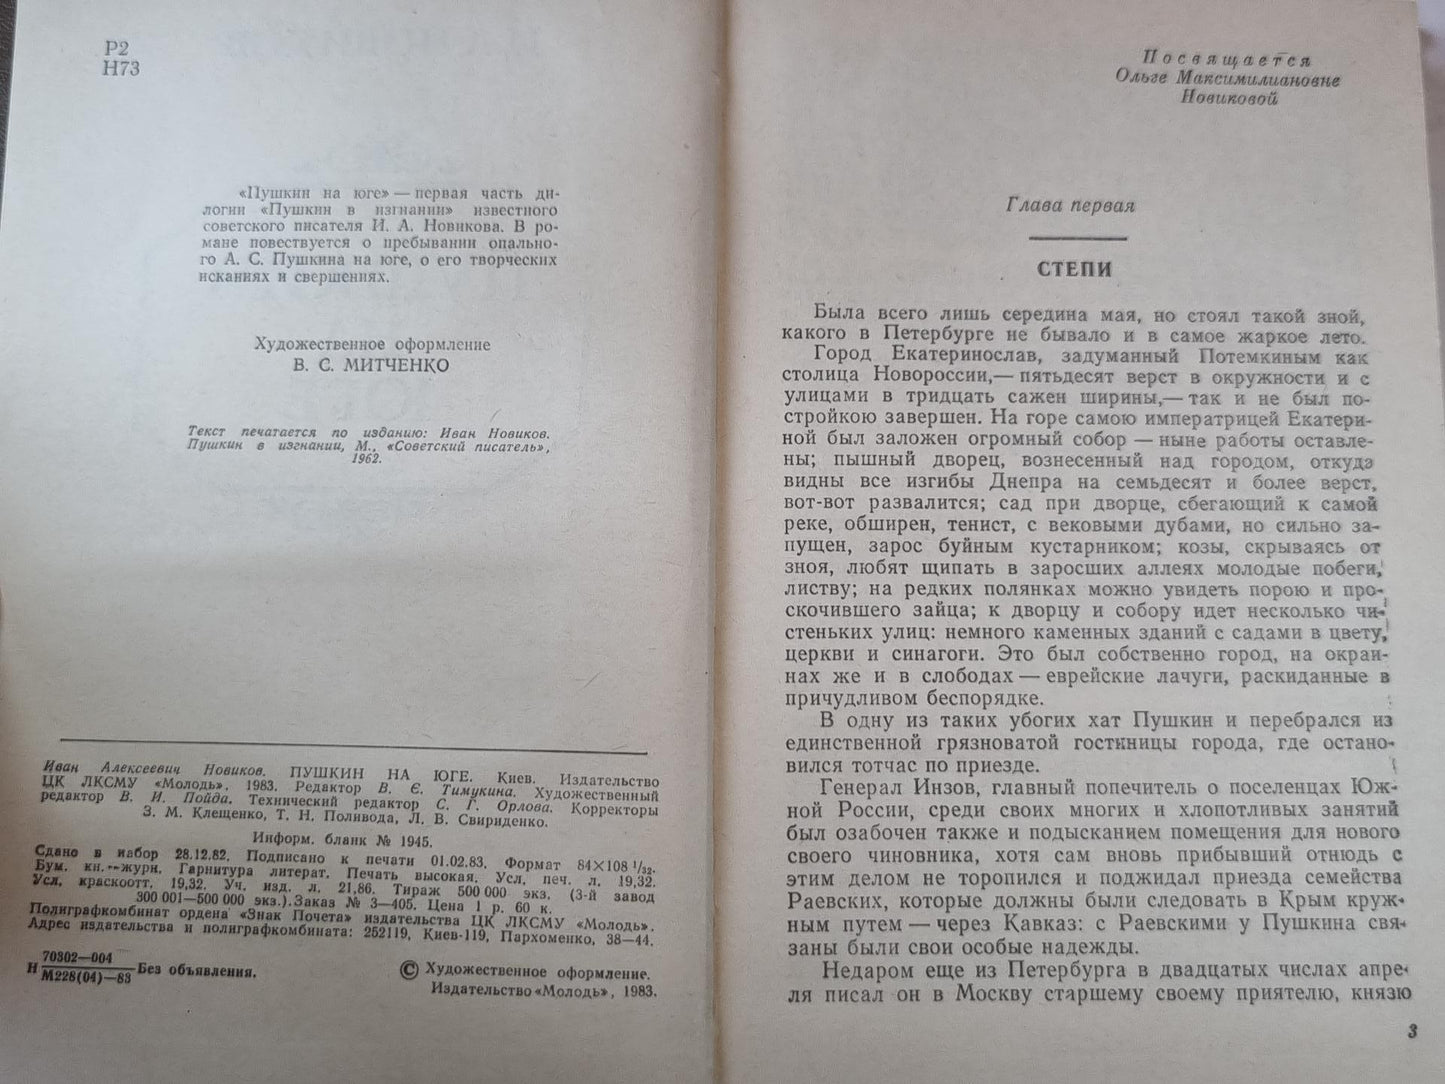 Р2
Н73
«Пушкин на юге» — первая часть ди-
логии «Пушкин в изгнании» известного
советского писателя И. А. Новикова. В ро-
мане повествуется о пребывании опально-
го А. С. Пушкина на юге, о его творческих
исканиях и свершениях.
Художественное оформление
В. С. МИТЧЕНКО
Текст печатается по изданию: Иван Новиков.
Пушкин в изгнании, М., «Советский писатель»,
1962.
Иван Алексеевич Новиков. ПУШКИН НА ЮГЕ. Киев. Издательство
ЦК ЛКСМУ «Молодь», 1983. Редактор В. Є. Тимукина. Художественный
редактор В. И. Пойда. Технический редактор С. Г. Орлова. Корректоры
З. М. Клещенко, Т. Н. Поливода, Л. В. Свириденко.
Информ. бланк № 1945.
Сдано в набор 28.12.82. Подписано к печати 01.02.83. Формат 84×108 1/32.
Бум. кн.-журн. Гарнитура литерат. Печать высокая. Усл. печ. л. 19,32.
Усл. краскоотт. 19,32. Уч. изд. л. 21,86. Тираж 500 000 экз. (3-й завод
300 001—500 000 экз.). Заказ № 3—405. Цена 1 р. 60 к.
Полиграфкомбинат ордена «Знак Почета» издательства ЦК ЛКСМУ «Молодь».
Адрес издательства и полиграфкомбината: 252119, Киев-119, Пархоменко, 38—44.
Н 70302—004
М228(04)—83 Без объявления.
© Художественное оформление.
Издательство «Молодь», 1983.
Посвящается
Ольге Максимилиановне
Новиковой
Глава первая
СТЕПИ
Была всего лишь середина мая, но стоял такой зной,
какого в Петербурге не бывало и в самое жаркое лето.
Город Екатеринослав, задуманный Потемкиным как
столица Новороссии,— пятьдесят верст в окружности и с
улицами в тридцать сажен ширины,— так и не был по-
стройкою завершен. На горе самою императрицей Екатери-
ной был заложен огромный собор — ныне работы оставле-
ны; пышный дворец, вознесенный над городом, откуда
видны все изгибы Днепра на семьдесят и более верст,
вот-вот развалится; сад при дворце, сбегающий к самой
реке, обширен, тенист, с вековыми дубами, но сильно за-
пущен, зарос буйным кустарником; козы, скрываясь от
зноя, любят щипать в заросших аллеях молодые побеги,
листву; на редких полянках можно увидеть порою и про-
скочившего зайца; к дворцу и собору идет несколько чи-
стеньких улиц: немного каменных зданий с садами в цвету,
церкви и синагоги. Это был собственно город, на окраи-
нах же и в слободах — еврейские лачуги, раскиданные в
причудливом беспорядке.
В одну из таких убогих хат Пушкин и перебрался из
единственной грязноватой гостиницы города, где остано-
вился тотчас по приезде.
Генерал Инзов, главный попечитель о поселенцах Юж-
ной России, среди своих многих и хлопотливых занятий
был озабочен также и подысканием помещения для нового
своего чиновника, хотя сам вновь прибывший отнюдь с
этим делом не торопился и поджидал приезда семейства
Раевских, которые должны были следовать в Крым круж-
ным путем — через Кавказ: с Раевскими у Пушкина свя-
заны были свои особые надежды.
Недаром еще из Петербурга в двадцатых числах апре-
ля писал он в Москву старшему своему приятелю, князю
3